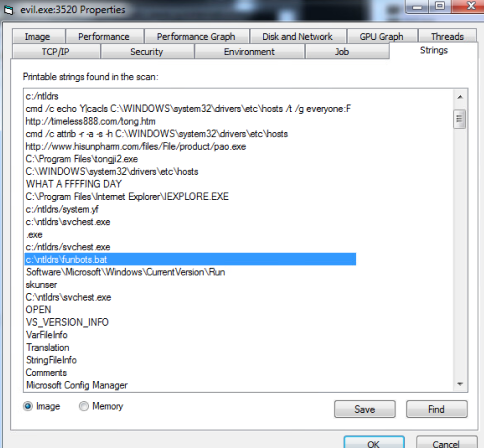 evil.exe:3520 Properties
Image Performance Performance Graph Disk and Network GPU Graph Threads
TCP/IP Security Environment Job Strings
Printable strings found in the scan:
c:/ntldrs
cmd /c echo Y|cacls C:\WINDOWS\system32\drivers\etc\hosts /t /g everyone:F
http://timeless888.com/tong.htm
cmd /c attrib -r -a -s -h C:\WINDOWS\system32\drivers\etc\hosts
http://www.hisunpharm.com/files/File/product/pao.exe
C:\Program Files\tongji2.exe
C:\WINDOWS\system32\drivers\etc\hosts
WHAT A FFFFING DAY
C:\Program Files\Internet Explorer\IEXPLORE.EXE
c:/ntldrs/system.yf
c:\ntldrs\svchest.exe
.exe
c:/ntldrs/svchest.exe
c:\ntldrs\funbots.bat
Software\Microsoft\Windows\CurrentVersion\Run
skunser
C:\ntldrs\svchest.exe
OPEN
VS_VERSION_INFO
VarFileInfo
Translation
StringFileInfo
Comments
Microsoft Config Manager
Image Memory
Save Find
OK Cancel